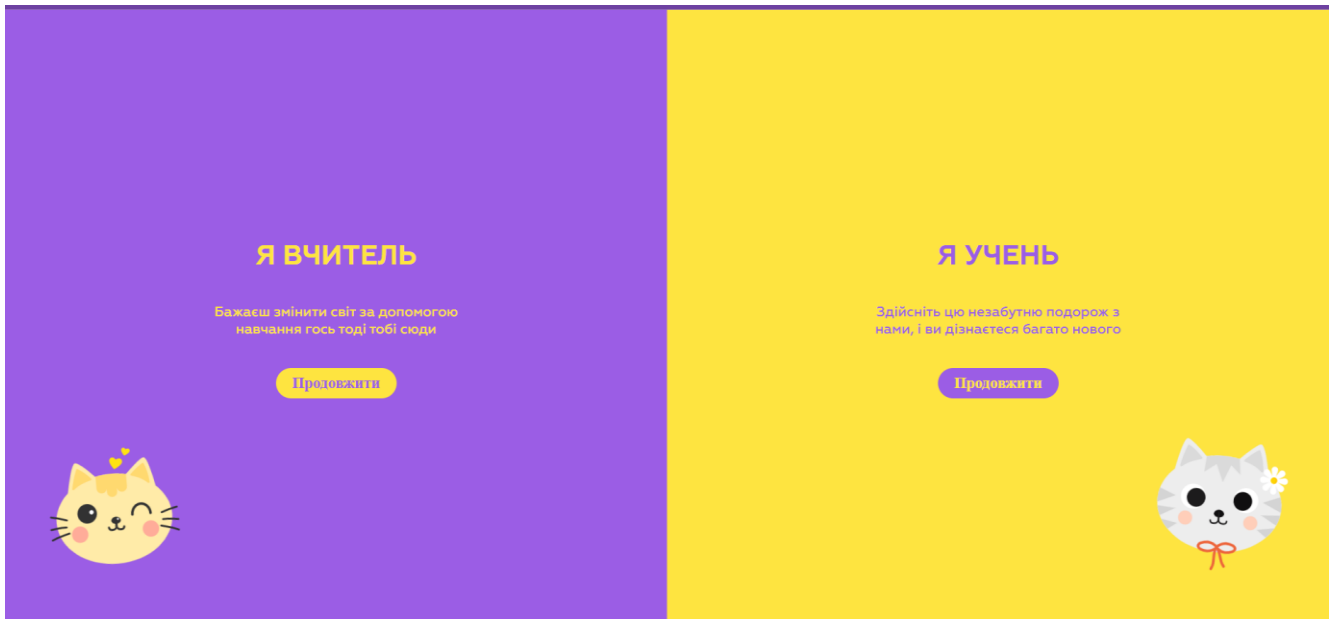 Я ВЧИТЕЛЬ
Бажаєш змінити світ за допомогою
навчання гось тоді тобі сюди
Продовжити
Я УЧЕНЬ
Здійсніть цю незабутню подорож з
нами, і ви дізнаєтеся багато нового
Продовжити